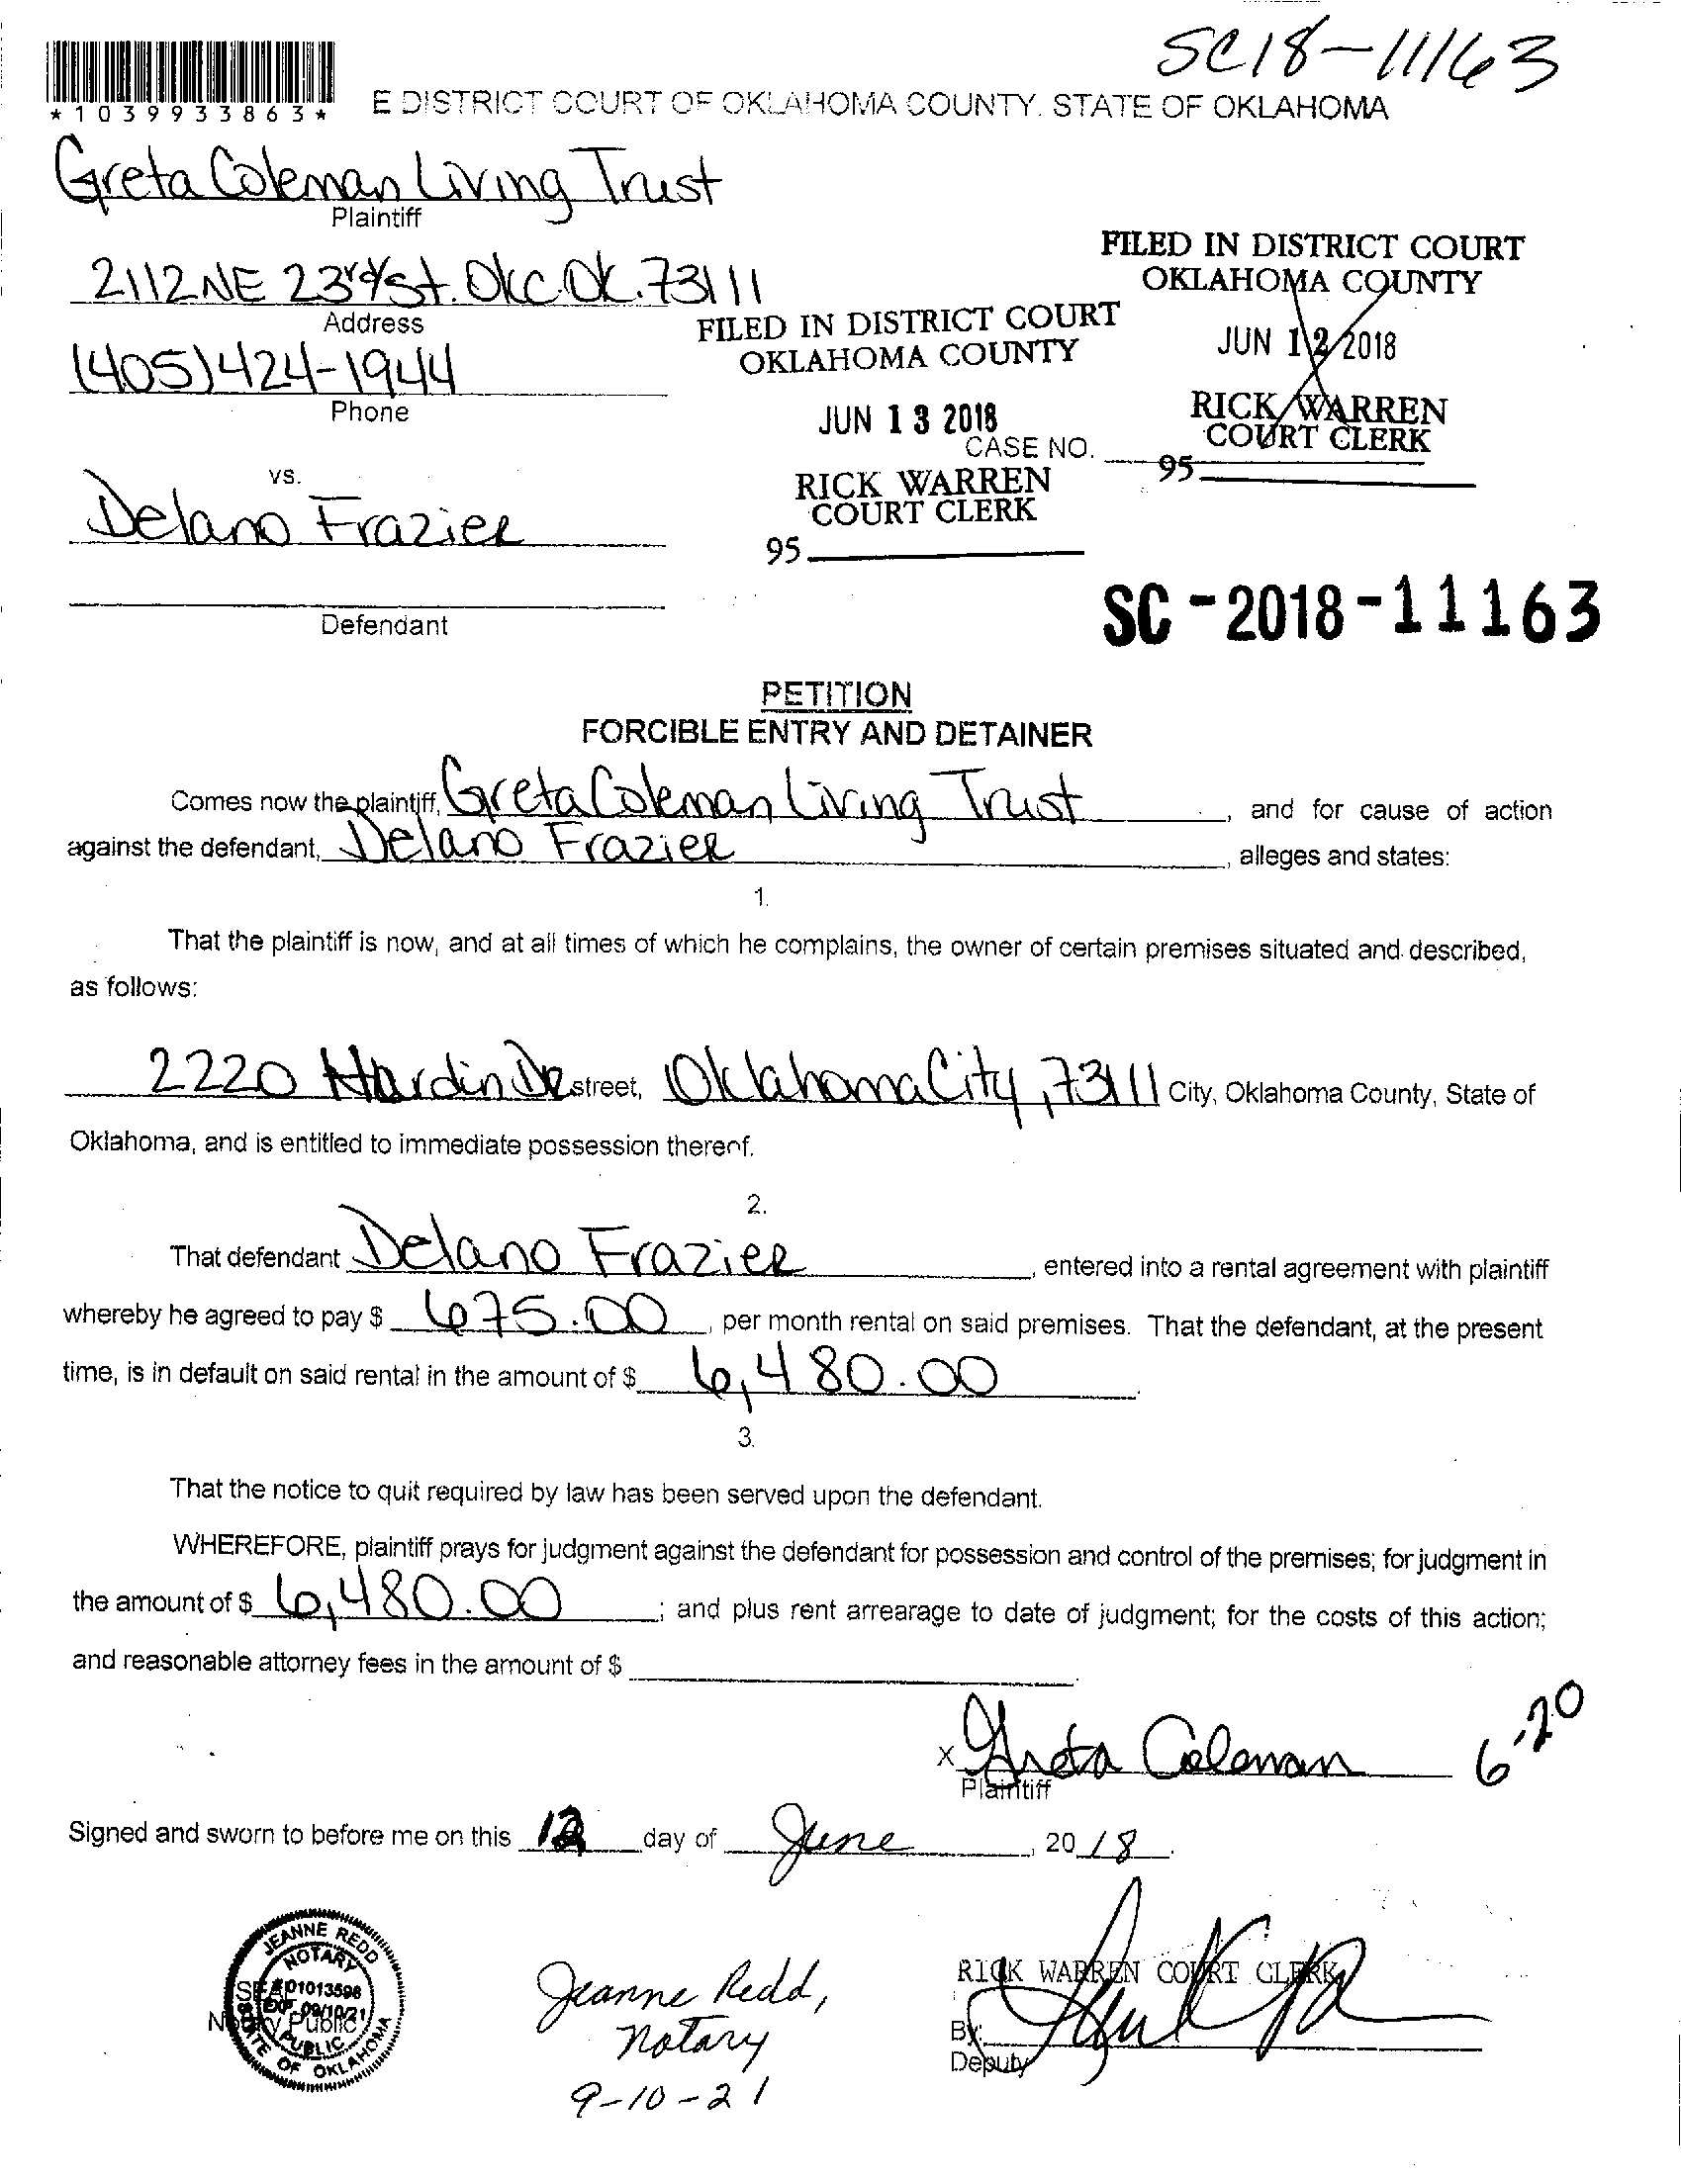 SC18-11163
*1039933863*
E DISTRICT COURT OF OKLAHOMA COUNTY, STATE OF OKLAHOMA
Greta Coleman Living Trust
Plaintiff
2112 NE 23rd St. OKC. OK. 73111
Address
(405) 424-1944
Phone
FILED IN DISTRICT COURT
OKLAHOMA COUNTY
JUN 12 2018
RICK WARREN
COURT CLERK
95
FILED IN DISTRICT COURT
OKLAHOMA COUNTY
JUN 13 2018
CASE NO.
RICK WARREN
COURT CLERK
95
vs.
Delano Frazier
Defendant
SC-2018-11163
PETITION
FORCIBLE ENTRY AND DETAINER
Comes now the plaintiff, Greta Coleman Living Trust, and for cause of action
against the defendant, Delano Frazier, alleges and states:
1.
That the plaintiff is now, and at all times of which he complains, the owner of certain premises situated and described,
as follows:
2220 Hardin Dr street, Oklahoma City, 73111 City, Oklahoma County, State of
Oklahoma, and is entitled to immediate possession thereof.
2.
That defendant Delano Frazier, entered into a rental agreement with plaintiff
whereby he agreed to pay $ 675.00, per month rental on said premises. That the defendant, at the present
time, is in default on said rental in the amount of $ 6,480.00.
3.
That the notice to quit required by law has been served upon the defendant.
WHEREFORE, plaintiff prays for judgment against the defendant for possession and control of the premises; for judgment in
the amount of $ 6,480.00; and plus rent arrearage to date of judgment; for the costs of this action;
and reasonable attorney fees in the amount of $
x Greta Coleman
6-20
Plaintiff
Signed and sworn to before me on this 12 day of June, 2018.
JEANNE REDD
NOTARY
SEAL
#01013598
EXP. 09/10/21
Notary Public
PUBLIC
STATE OF OKLAHOMA
Jeanne Redd,
Notary
9-10-21
RICK WARREN COURT CLERK
By:
Deputy